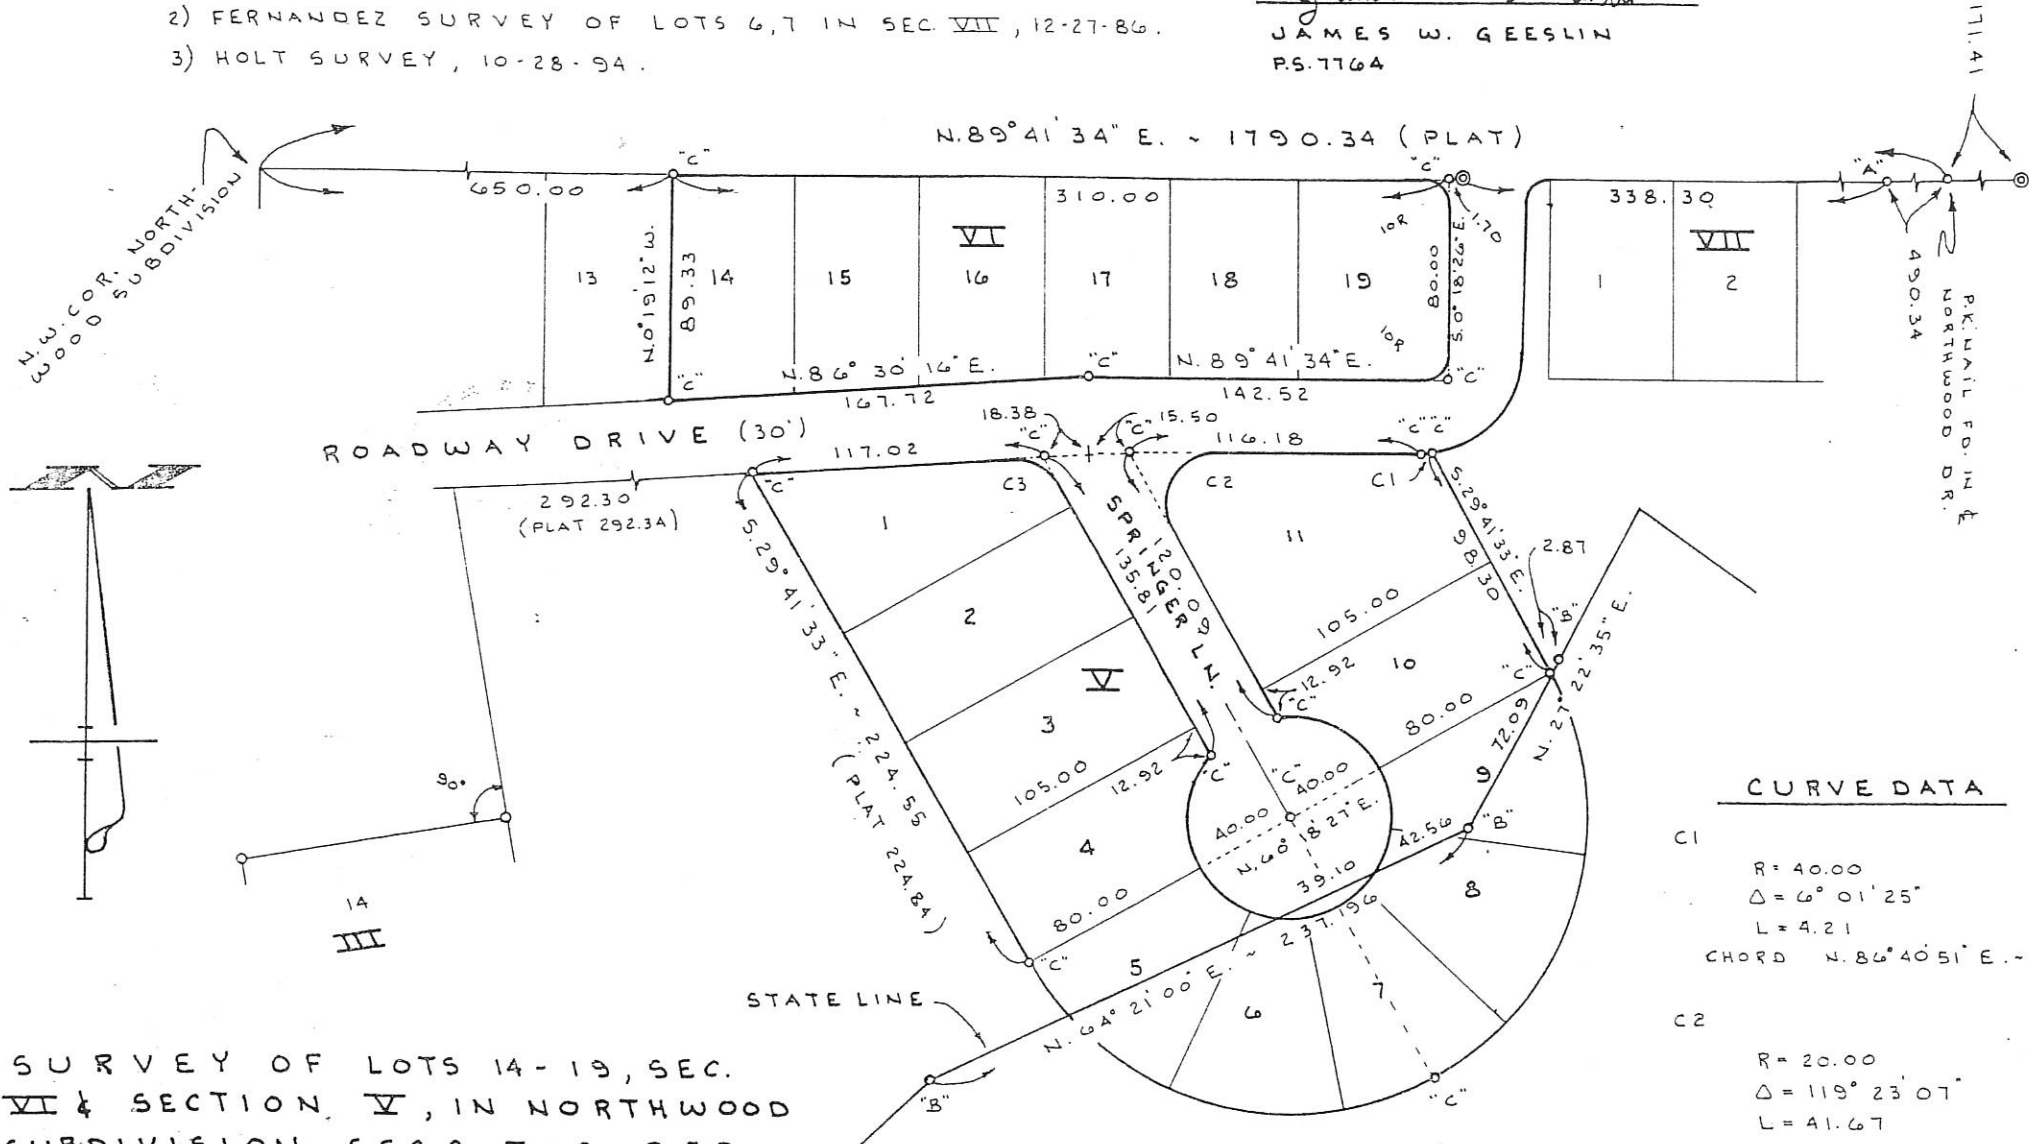 2) FERNANDEZ SURVEY OF LOTS 6,7 IN SEC. VII, 12-27-86.
3) HOLT SURVEY, 10-28-94.
JAMES W. GEESLIN
P.S. 7764
171.41
N.89°41'34" E. ~ 1790.34 (PLAT)
N.W. COR. NORTH-
WOOD SUBDIVISION
650.00
"C"
310.00
"C"
338.30
"A"
VI
VII
10R
1.70
13
14
15
16
17
18
19
1
2
N.0°19'12" W.
89.33
80.00
S.0°18'26" E.
490.34
P.K. NAIL FD. IN ℄
NORTHWOOD DR.
10R
"C"
N.86° 30' 16" E.
"C"
N.89° 41' 34" E.
"C"
167.72
142.52
ROADWAY DRIVE (30')
18.38
"C"
"C"
15.50
116.18
"C"
"C"
117.02
"C"
C3
C2
C1
292.30
(PLAT 292.34)
1
2
3
4
V
S.29° 41' 33" E. ~ 224.55
(PLAT 224.84)
SPRINGER LN.
135.81
120.09
11
S.29°41'33" E.
98.30
2.87
"B"
105.00
12.92
10
"C"
"C"
80.00
72.09
N. 27° 22' 35" E.
9
105.00
12.92
"C"
"C"
40.00
40.00
N.60° 18' 27" E.
42.56
"B"
39.10
80.00
"C"
5
6
7
8
N. 64° 21' 00" E. ~ 237.196
"C"
STATE LINE
"B"
90°
14
III
CURVE DATA
C1
R = 40.00
Δ = 6° 01' 25"
L = 4.21
CHORD N.86°40'51" E. ~
C2
R = 20.00
Δ = 119° 23' 07"
L = 41.67
SURVEY OF LOTS 14-19, SEC.
VI & SECTION V, IN NORTHWOOD